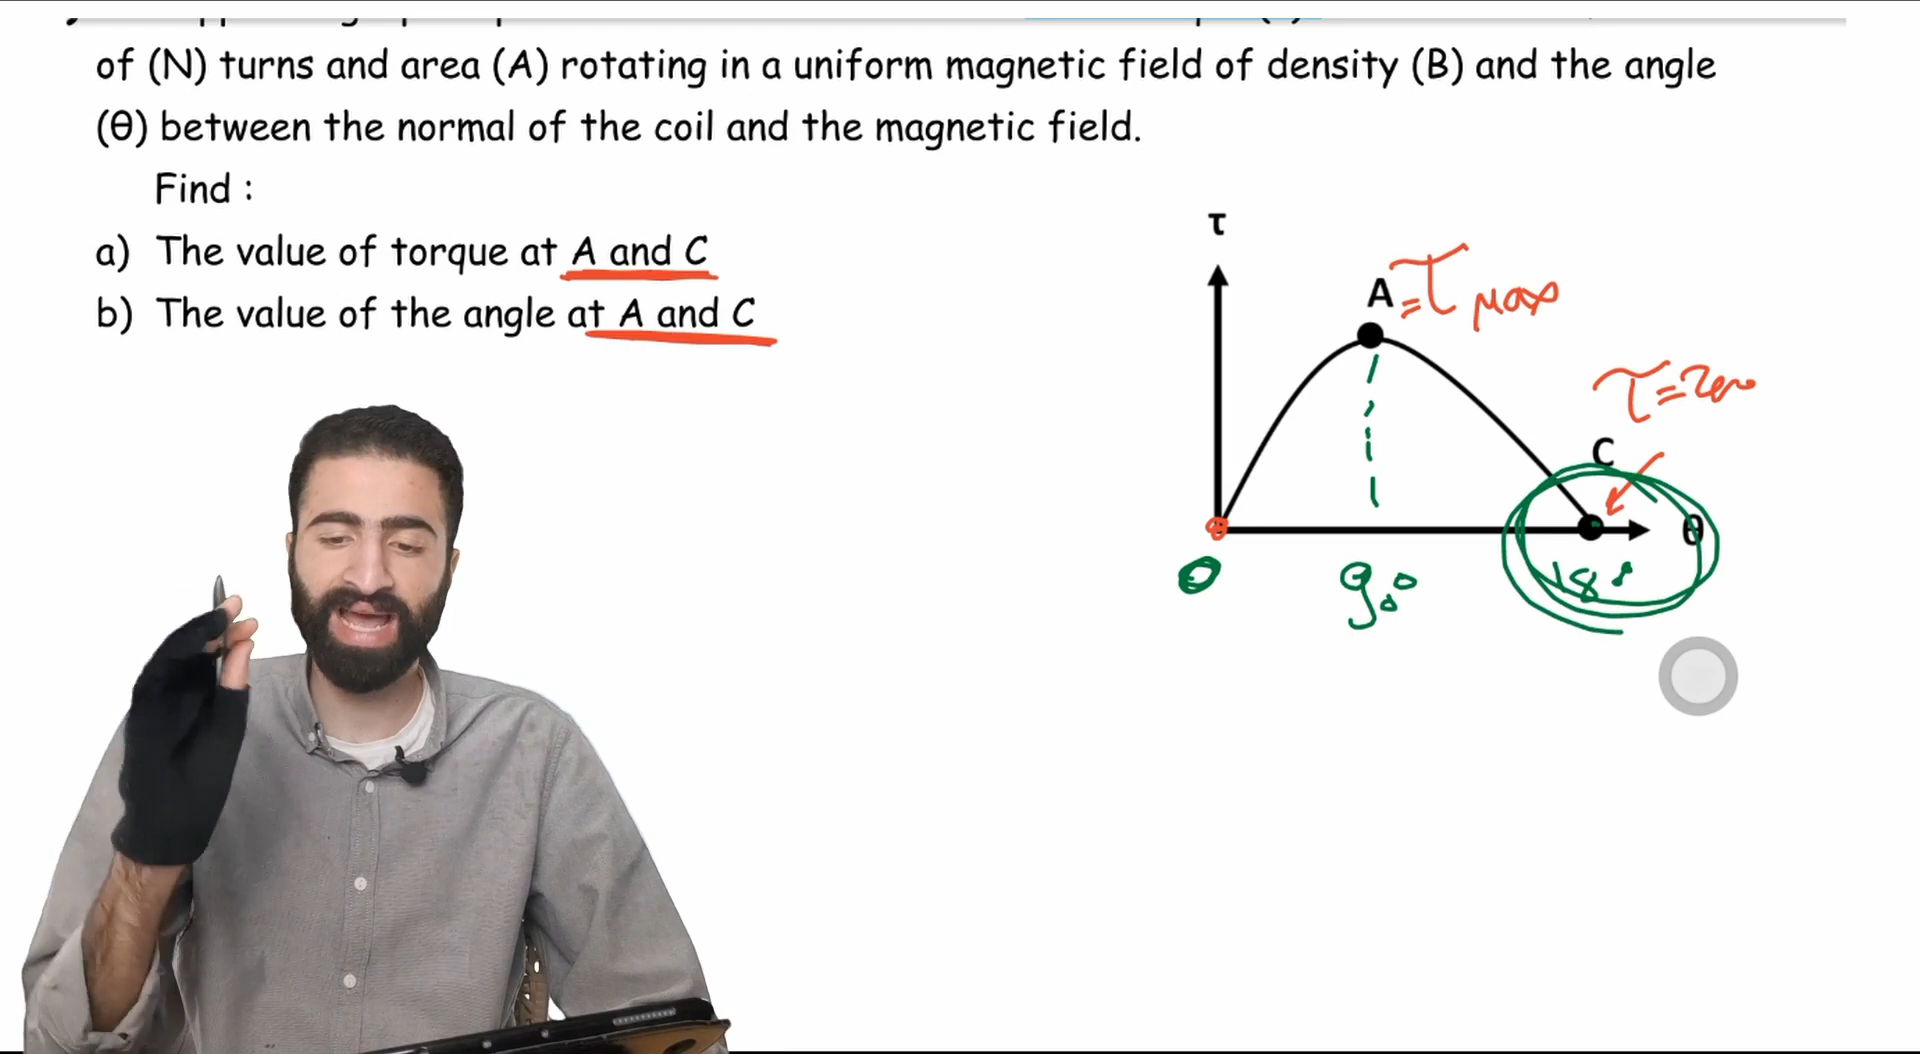 of (N) turns and area (A) rotating in a uniform magnetic field of density (B) and the angle
(θ) between the normal of the coil and the magnetic field.
Find :
a) The value of torque at A and C
b) The value of the angle at A and C
τ
A = τ max
τ = zero
C
θ
0
90°